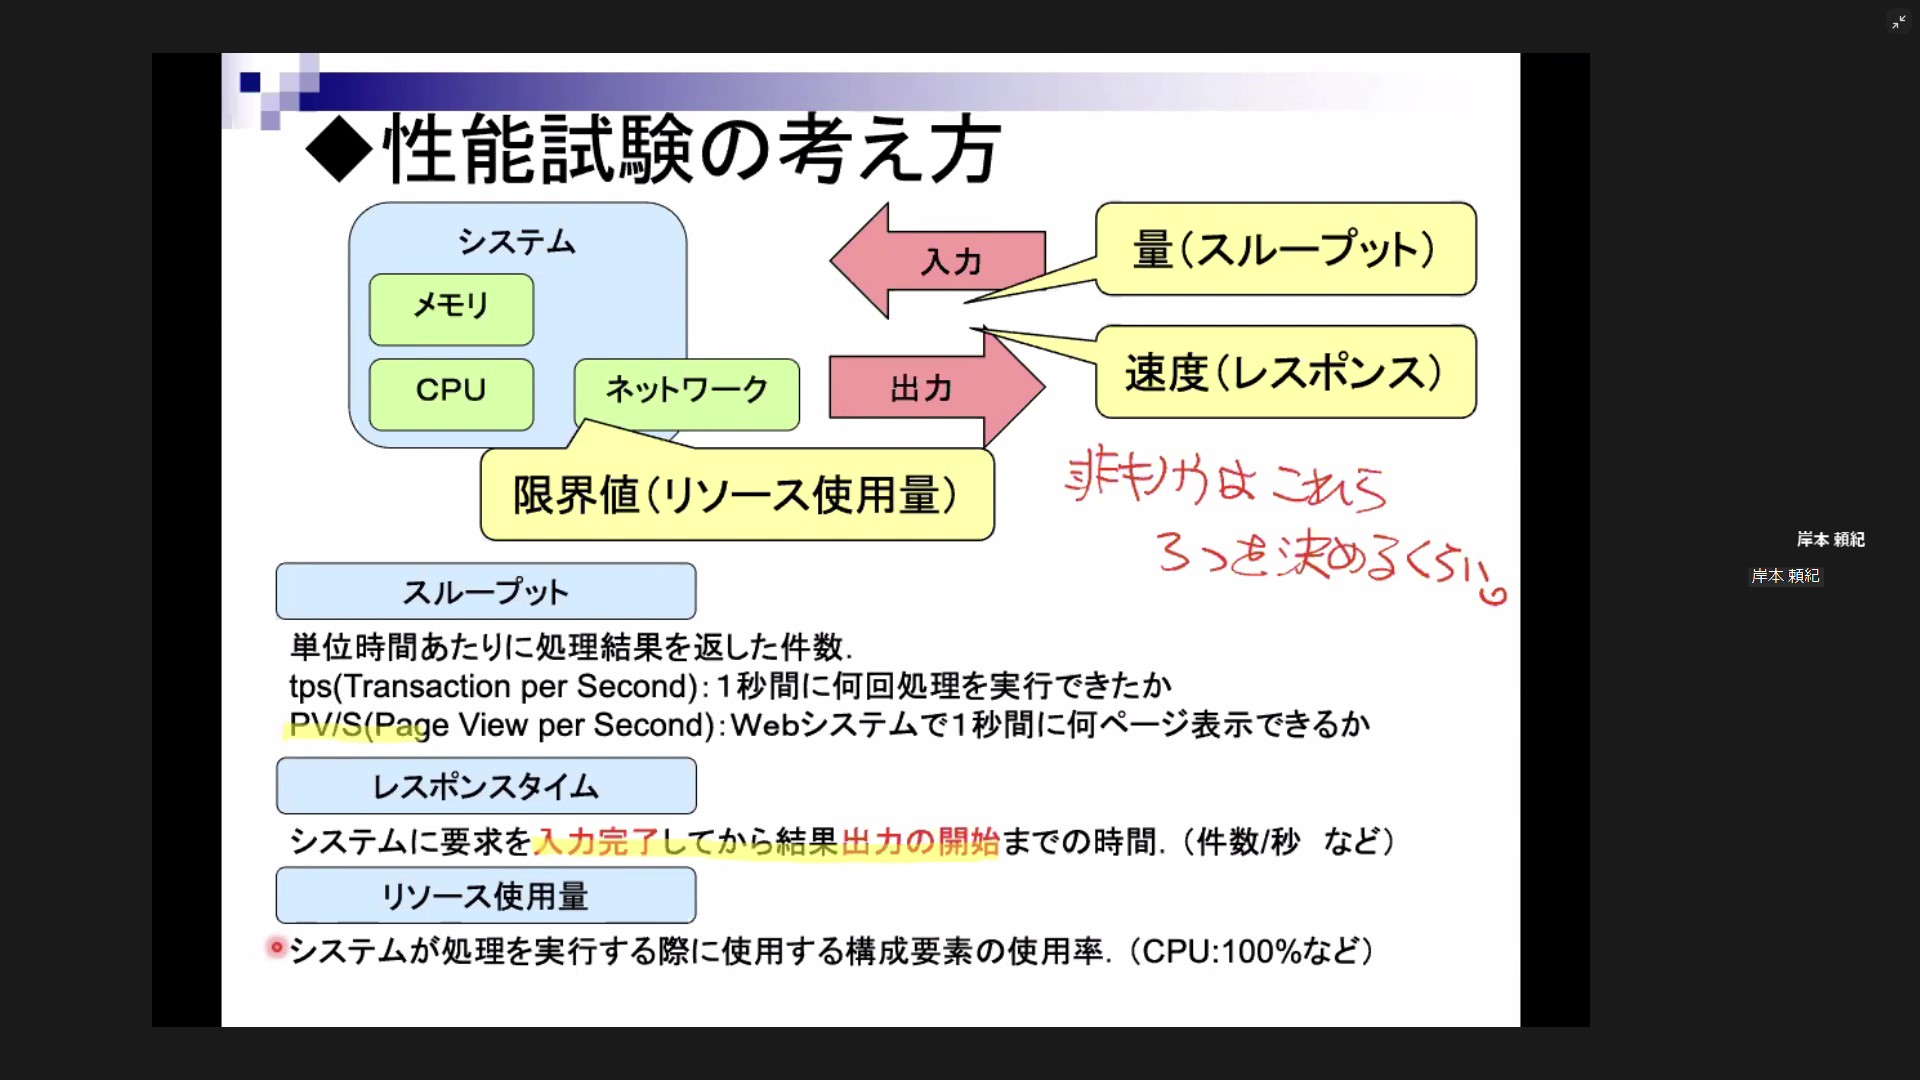 ◆性能試験の考え方
システム
メモリ
CPU
ネットワーク
入力
出力
量(スループット)
速度(レスポンス)
限界値(リソース使用量)
これら
3つを決めるくらい。
スループット
単位時間あたりに処理結果を返した件数.
tps(Transaction per Second):1秒間に何回処理を実行できたか
PV/S(Page View per Second):Webシステムで1秒間に何ページ表示できるか
レスポンスタイム
システムに要求を入力完了してから結果出力の開始までの時間.(件数/秒 など)
リソース使用量
システムが処理を実行する際に使用する構成要素の使用率.(CPU:100%など)
岸本 頼紀
岸本 頼紀